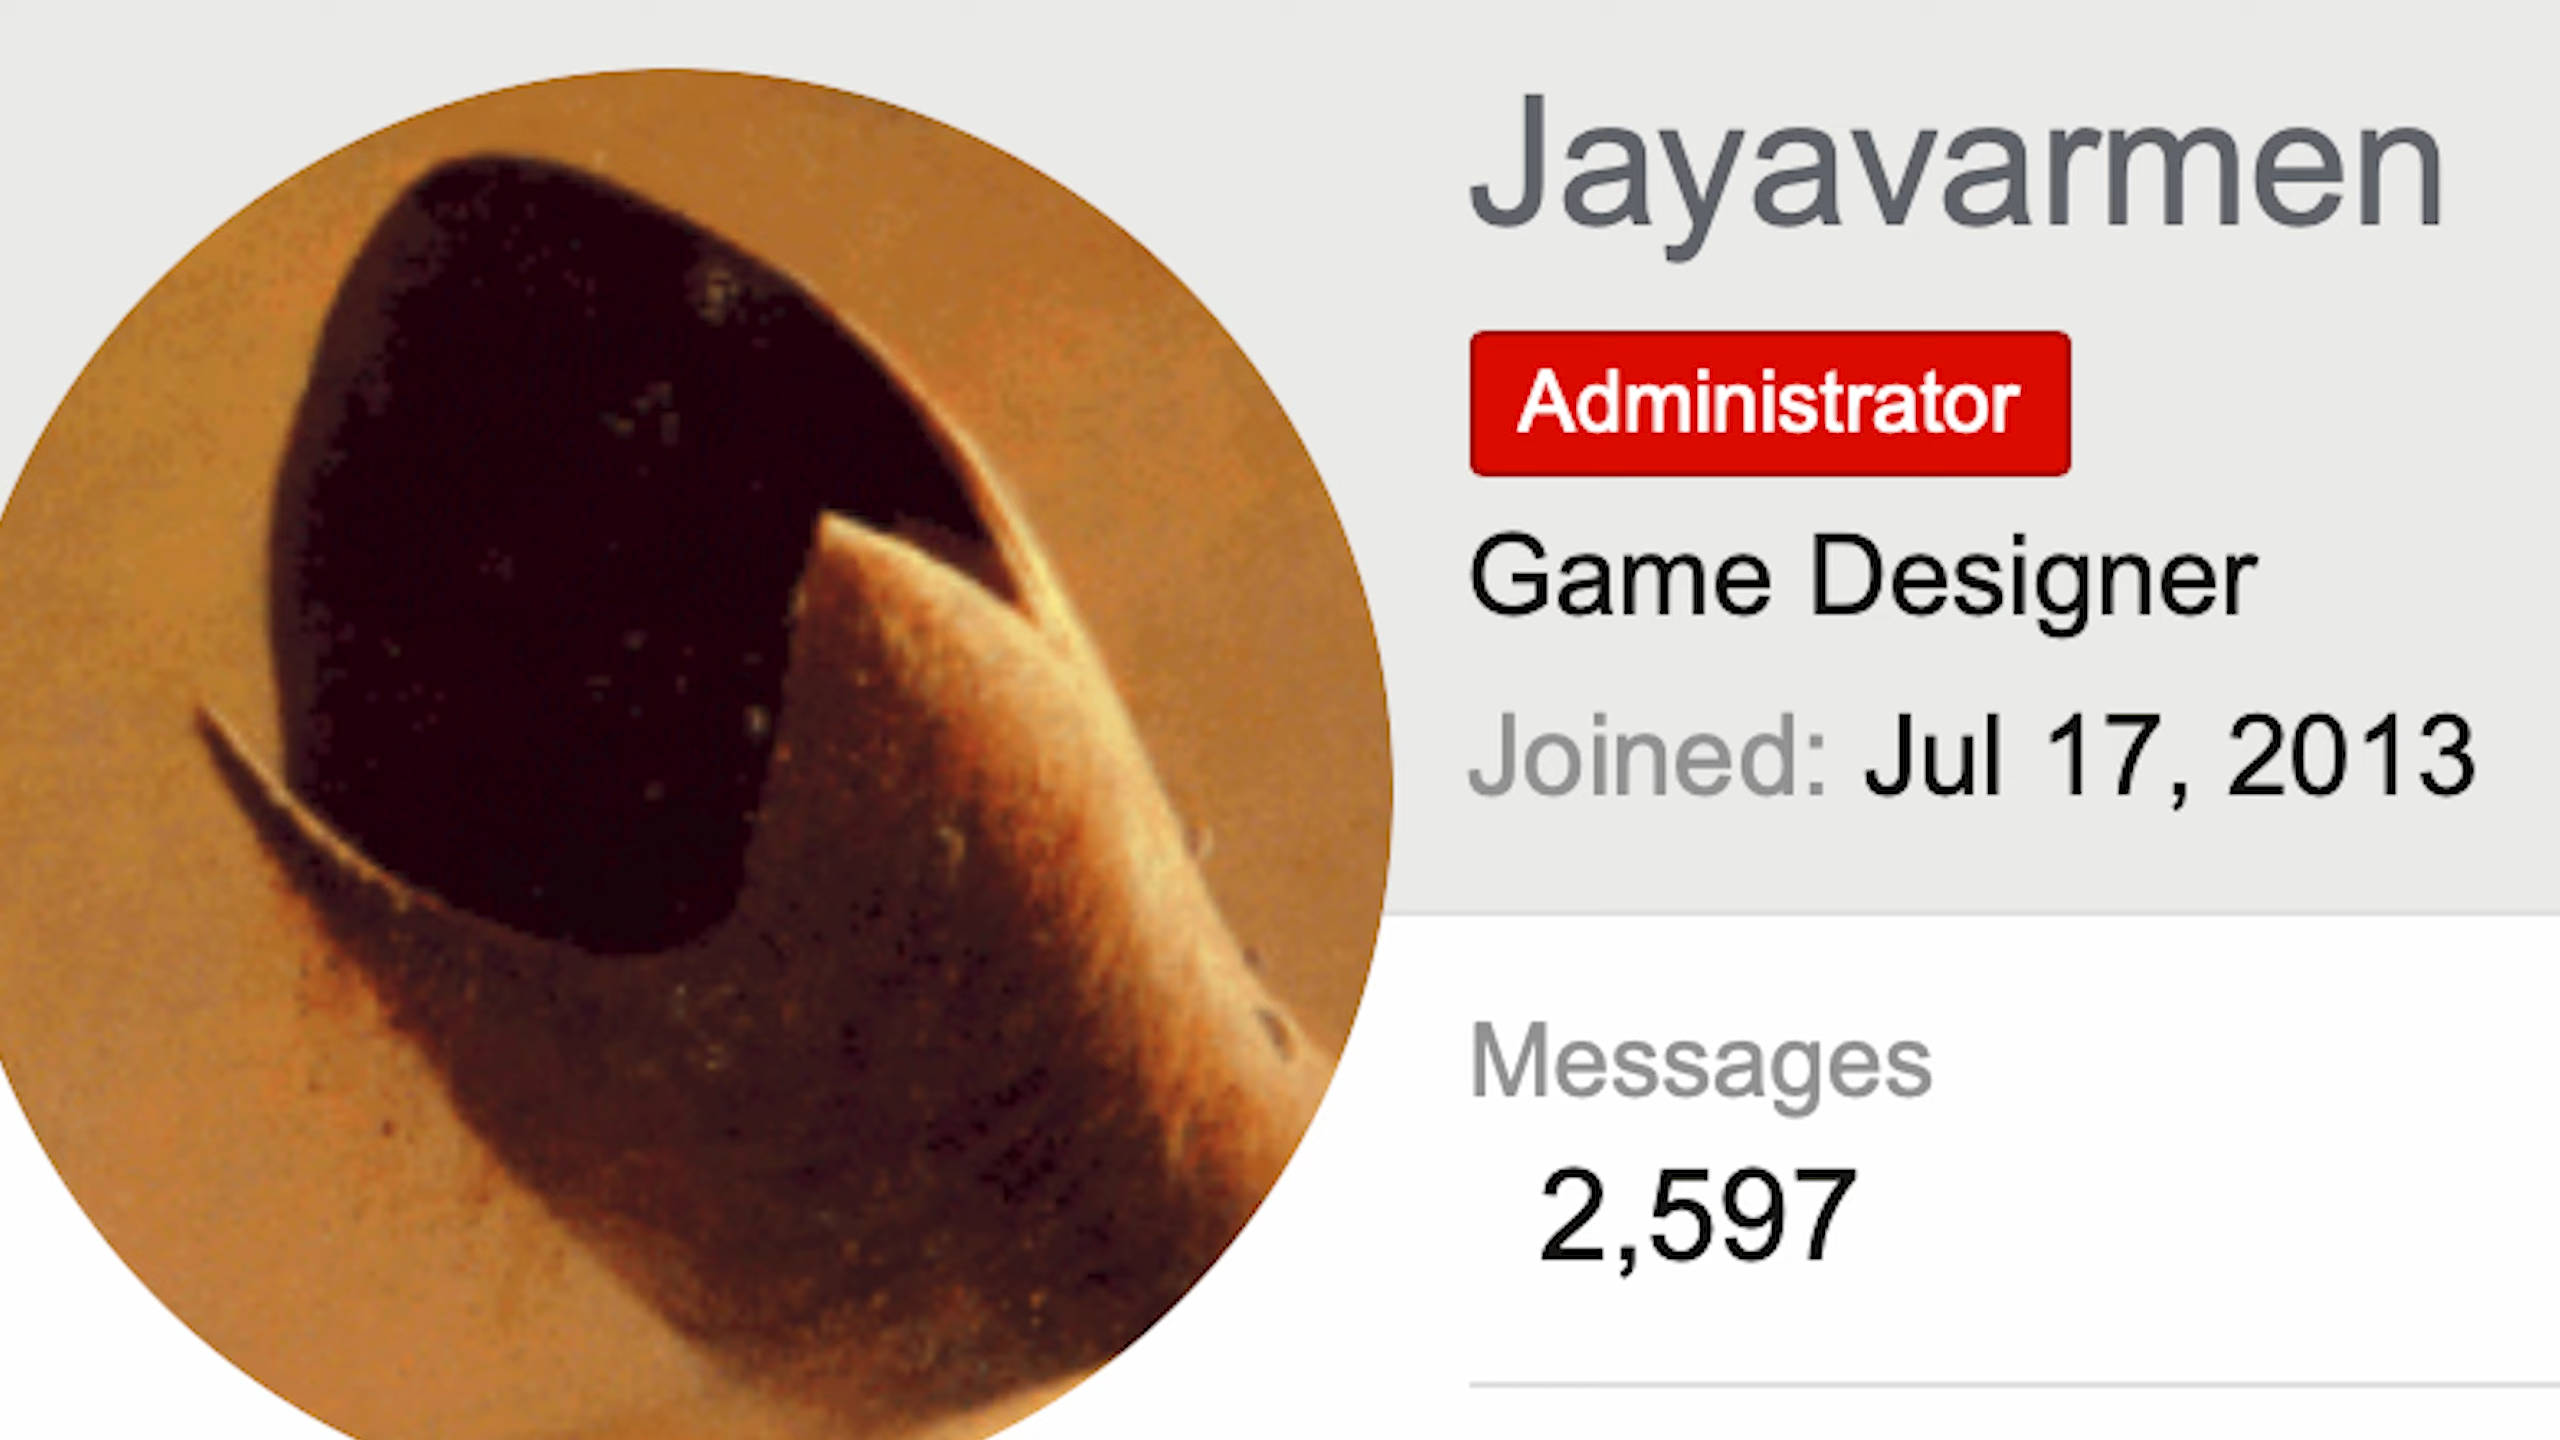 Jayavarmen
Administrator
Game Designer
Joined: Jul 17, 2013
Messages
2,597